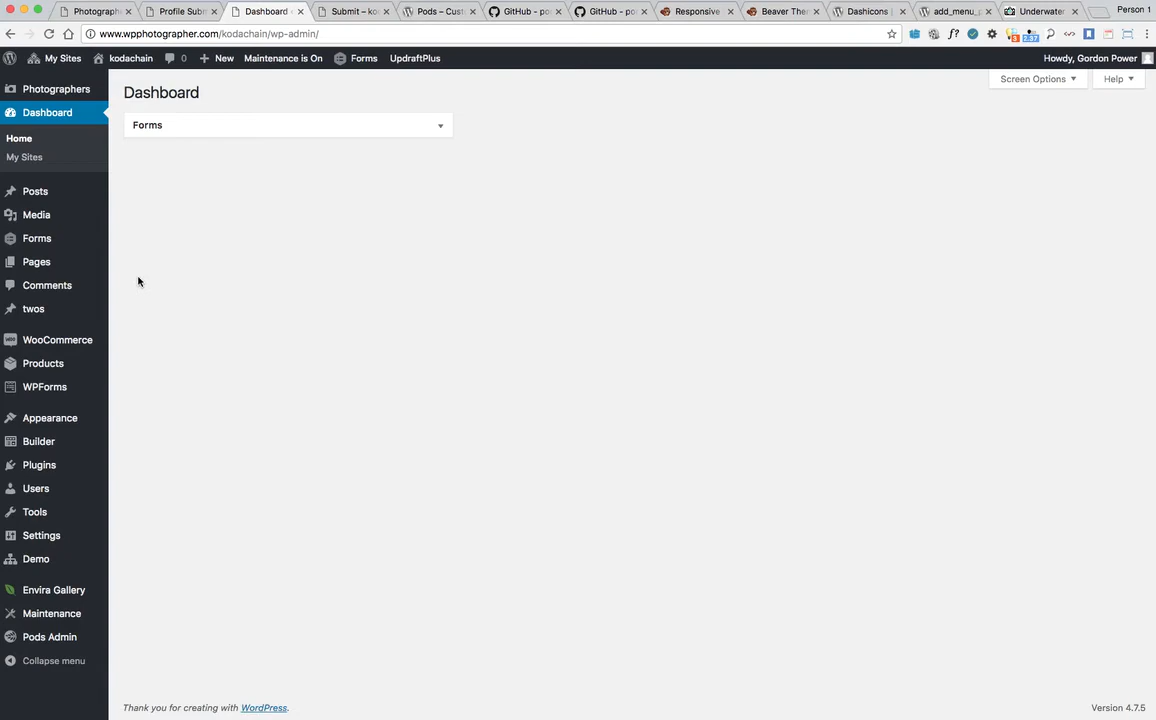 Photograph
Profile Subm
Dashboard
Submit – ko
Pods – Cust
GitHub - po
GitHub - po
Responsive
Beaver The
Dashicons |
add_menu_p
Underwater
Person 1
www.wpphotographer.com/kodachain/wp-admin/
f?
5
2.57
My Sites
kodachain
0
New
Maintenance is On
Forms
UpdraftPlus
Howdy, Gordon Power
Screen Options
Help
Photographers
Dashboard
Home
My Sites
Posts
Media
Forms
Pages
Comments
twos
WooCommerce
Products
WPForms
Appearance
Builder
Plugins
Users
Tools
Settings
Demo
Envira Gallery
Maintenance
Pods Admin
Collapse menu
Dashboard
Forms
Thank you for creating with WordPress.
Version 4.7.5